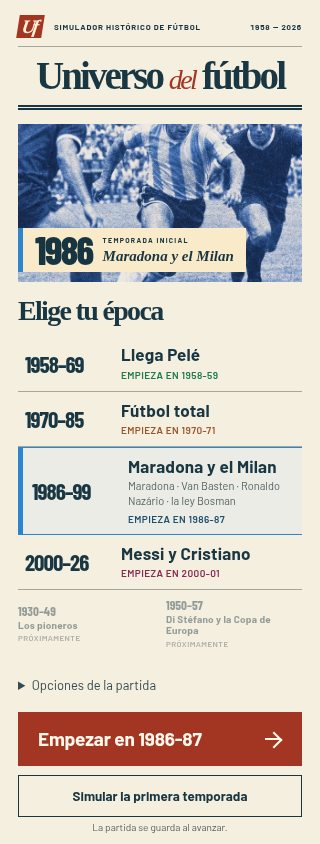 Uf SIMULADOR HISTÓRICO DE FÚTBOL 1958 — 2026
Universo del fútbol
1986 TEMPORADA INICIAL
Maradona y el Milan
Elige tu época
1958–69 Llega Pelé
EMPIEZA EN 1958-59
1970–85 Fútbol total
EMPIEZA EN 1970-71
1986–99 Maradona y el Milan
Maradona · Van Basten · Ronaldo
Nazário · la ley Bosman
EMPIEZA EN 1986-87
2000–26 Messi y Cristiano
EMPIEZA EN 2000-01
1930–49
Los pioneros
PRÓXIMAMENTE
1950–57
Di Stéfano y la Copa de
Europa
PRÓXIMAMENTE
▶ Opciones de la partida
Empezar en 1986-87 →
Simular la primera temporada
La partida se guarda al avanzar.